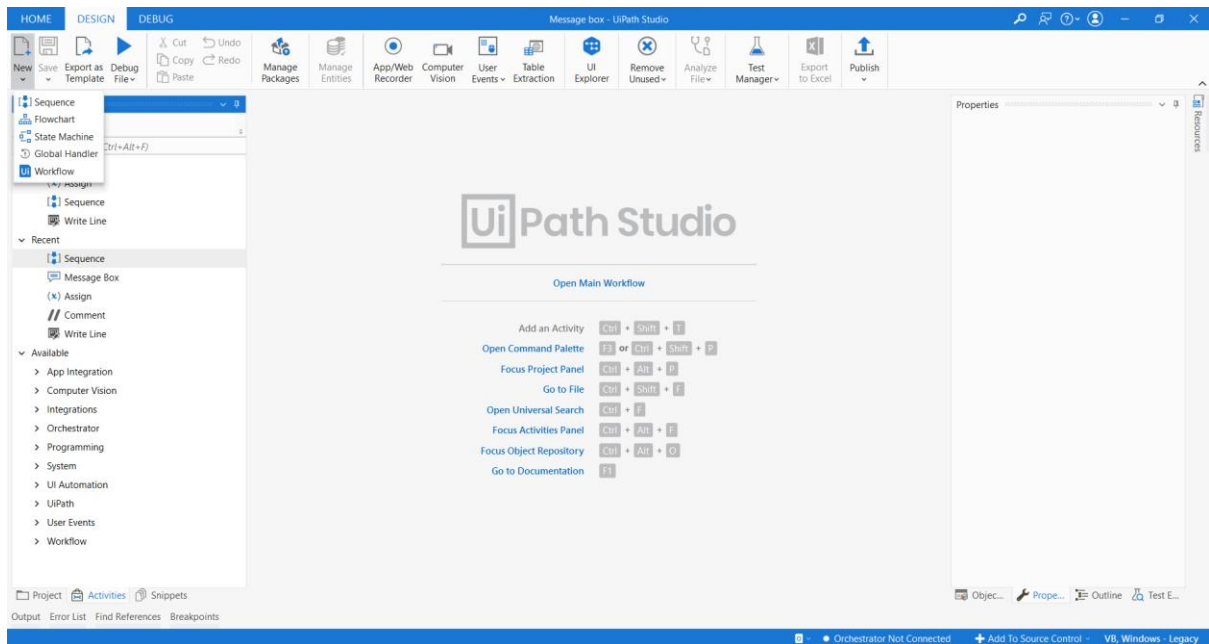 HOME DESIGN DEBUG Message box - UiPath Studio
New Save Export as Template Debug File Cut Copy Paste Undo Redo Manage Packages Manage Entities App/Web Recorder Computer Vision User Events Table Extraction UI Explorer Remove Unused Analyze File Test Manager Export to Excel Publish
Sequence
Flowchart
State Machine
Global Handler
Workflow
Ctrl+Alt+F)
Assign
Sequence
Write Line
Recent
Sequence
Message Box
(x) Assign
// Comment
Write Line
Available
App Integration
Computer Vision
Integrations
Orchestrator
Programming
System
UI Automation
UiPath
User Events
Workflow
Project Activities Snippets
Output Error List Find References Breakpoints
UiPath Studio
Open Main Workflow
Add an Activity Ctrl + Shift + T
Open Command Palette F3 or Ctrl + Shift + P
Focus Project Panel Ctrl + Alt + P
Go to File Ctrl + Shift + F
Open Universal Search Ctrl + F
Focus Activities Panel Ctrl + Alt + F
Focus Object Repository Ctrl + Alt + O
Go to Documentation F1
Properties
Resources
Objec... Prope... Outline Test E...
Orchestrator Not Connected Add To Source Control VB, Windows - Legacy